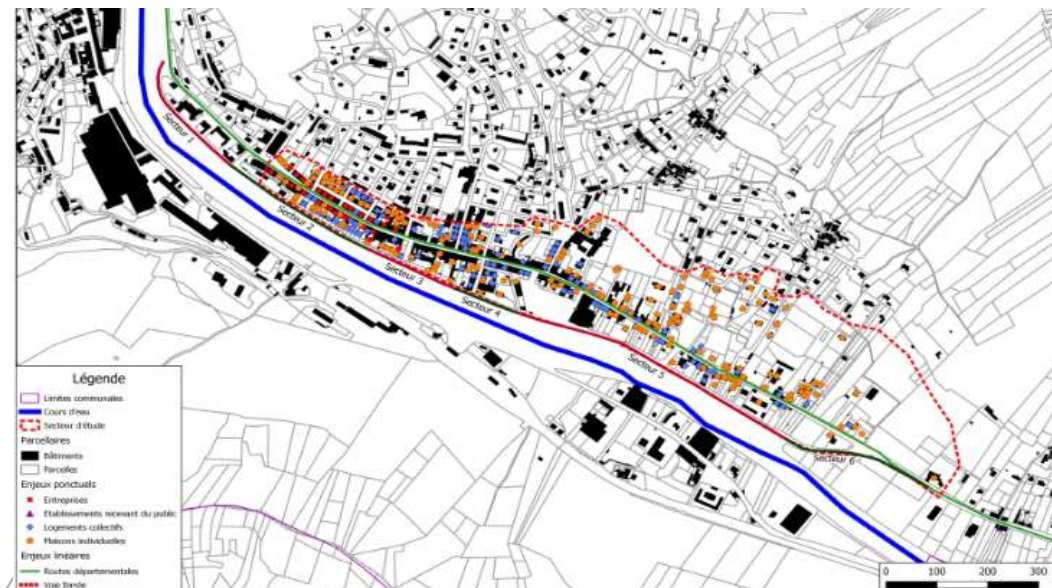 Secteur 1
Secteur 2
Secteur 3
Secteur 4
Secteur 5
Secteur 6
Légende
Limites communales
Cours d'eau
Secteur d'étude
Parcellaires
Bâtiments
Parcelles
Enjeux ponctuels
Entreprises
Etablissements recevant du public
Logements collectifs
Maisons individuelles
Enjeux linéaires
Routes départementales
Voie ferrée
0 100 200 300